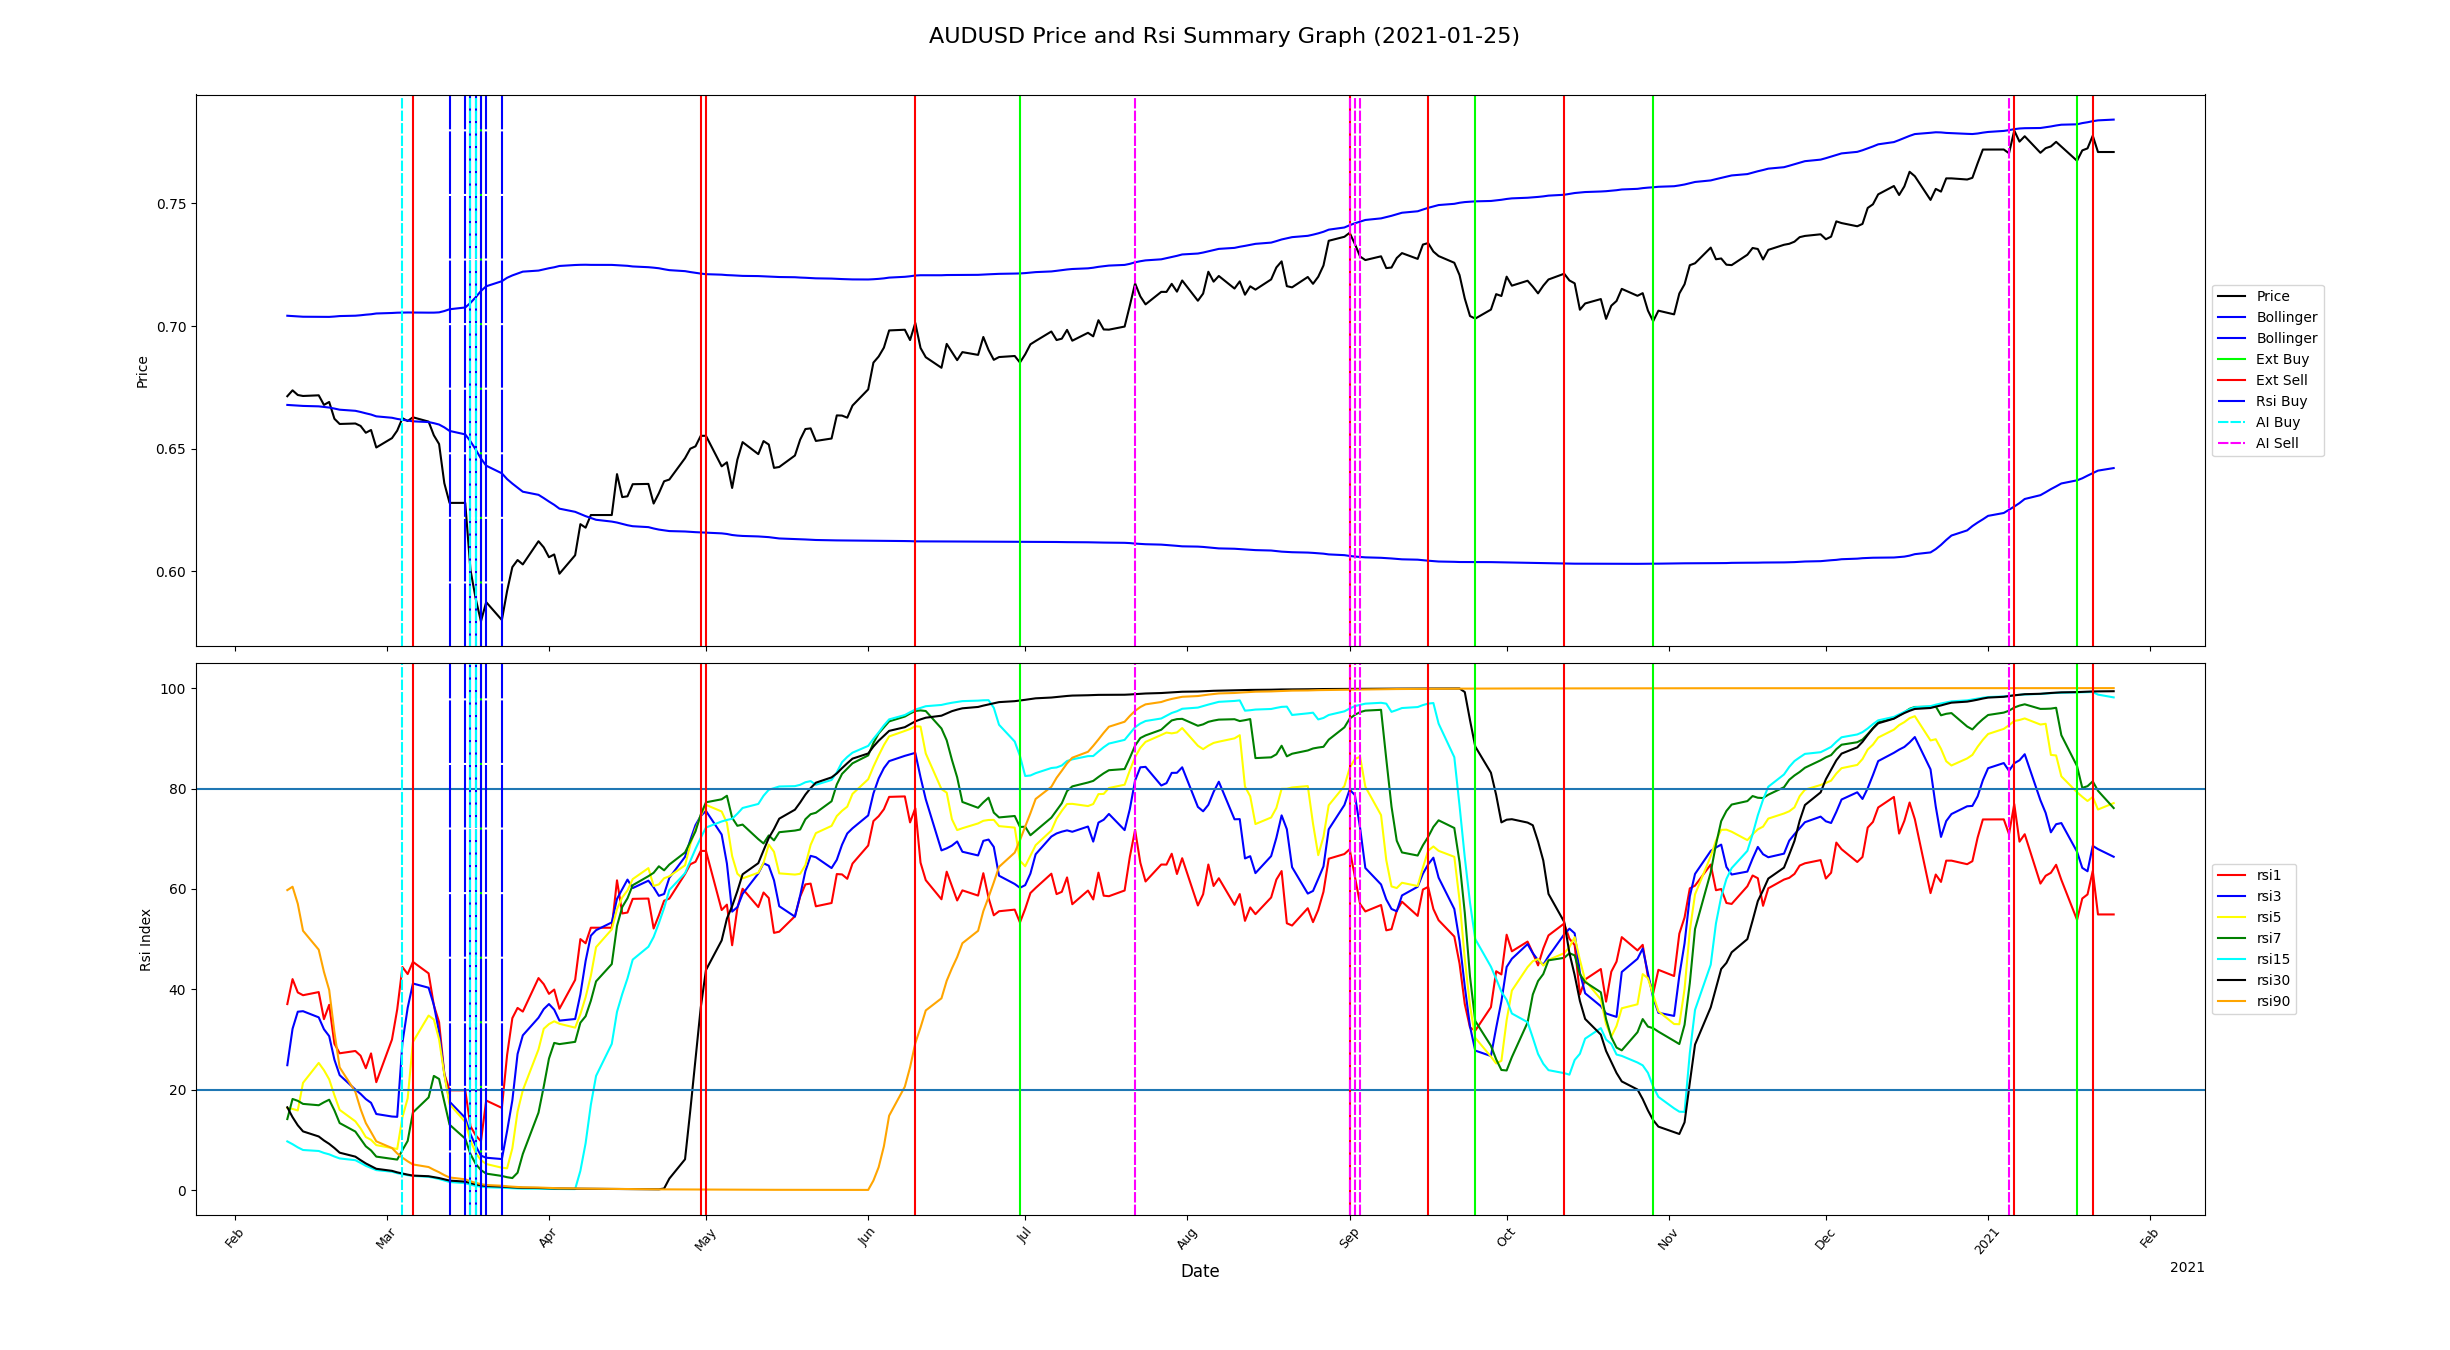 AUDUSD Price and Rsi Summary Graph (2021-01-25)
Price
0.75
0.70
0.65
0.60
Price
Bollinger
Bollinger
Ext Buy
Ext Sell
Rsi Buy
AI Buy
AI Sell
Rsi Index
100
80
60
40
20
0
rsi1
rsi3
rsi5
rsi7
rsi15
rsi30
rsi90
Feb Mar Apr May Jun Jul Aug Sep Oct Nov Dec 2021 Feb
Date
2021